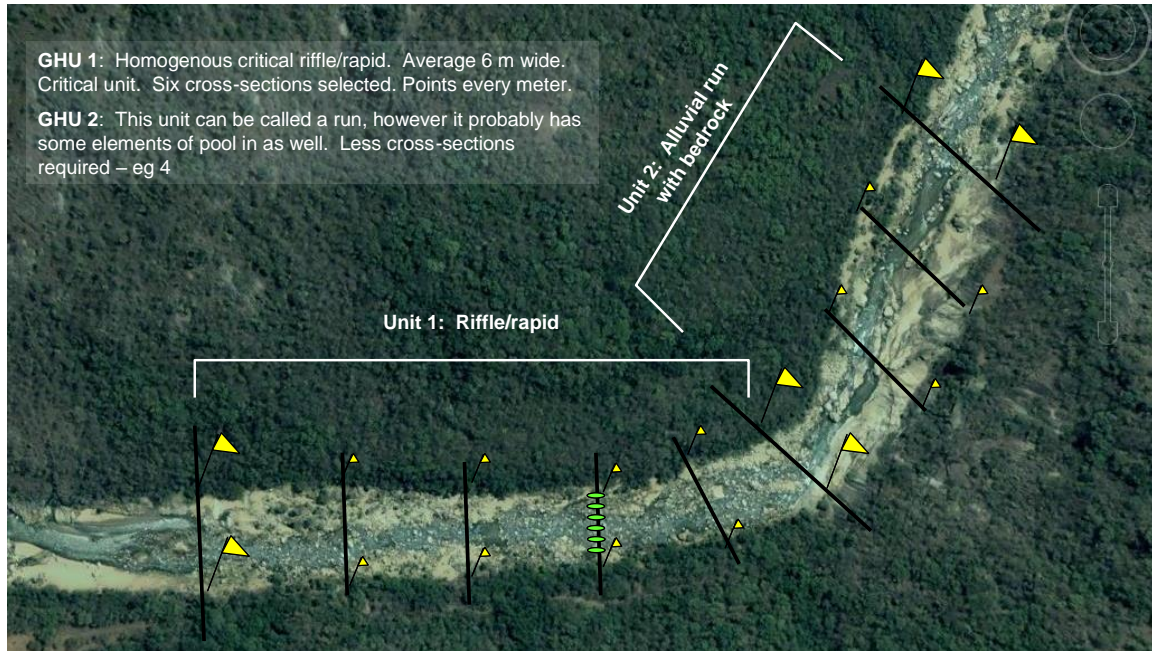 GHU 1: Homogenous critical riffle/rapid. Average 6 m wide.
Critical unit. Six cross-sections selected. Points every meter.
GHU 2: This unit can be called a run, however it probably has
some elements of pool in as well. Less cross-sections
required – eg 4
Unit 2: Alluvial run
with bedrock
Unit 1: Riffle/rapid